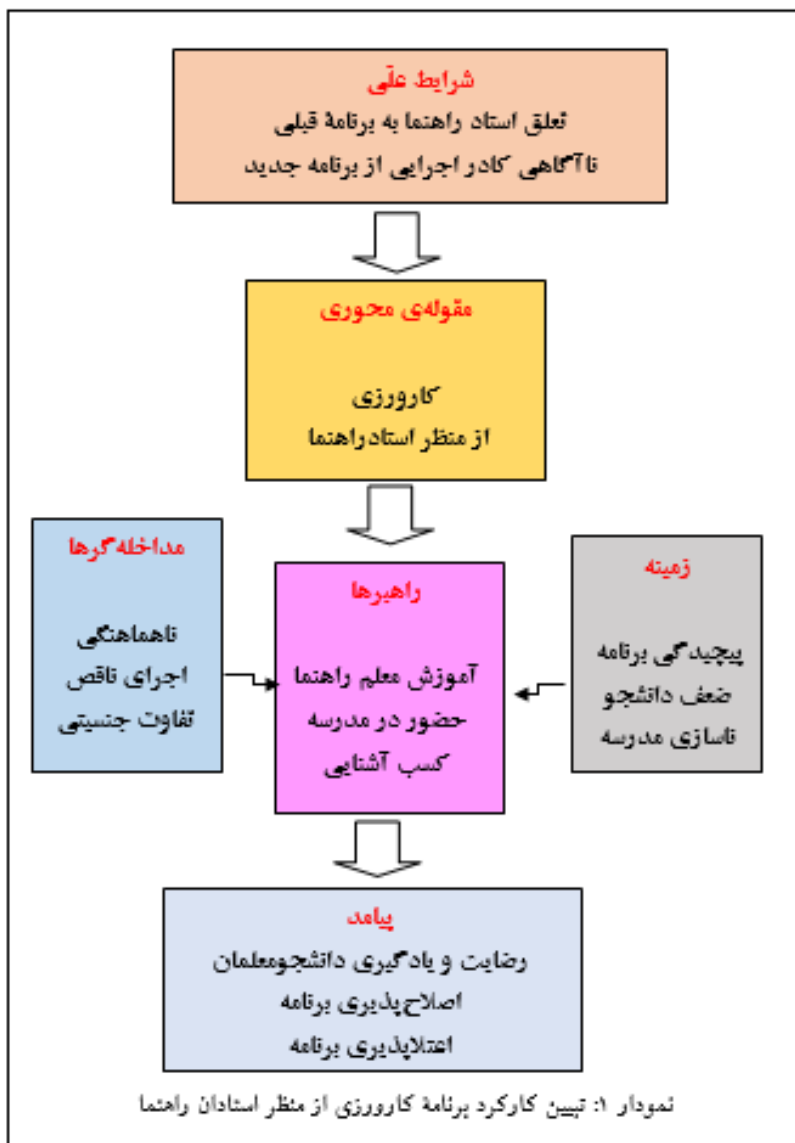 شرایط علّی
تعلق استاد راهنما به برنامهٔ قبلی
ناآگاهی کادر اجرایی از برنامه جدید
مقوله‌ی محوری
کارورزی
از منظر استادراهنما
زمینه
پیچیدگی برنامه
ضعف دانشجو
ناسازی مدرسه
راهبرها
آموزش معلم راهنما
حضور در مدرسه
کسب آشنایی
مداخله‌گرها
ناهماهنگی
اجرای ناقص
تفاوت جنسیتی
پیامد
رضایت و یادگیری دانشجومعلمان
اصلاح‌پذیری برنامه
اعتلاپذیری برنامه
نمودار ۱: تبیین کارکرد برنامهٔ کارورزی از منظر استادان راهنما